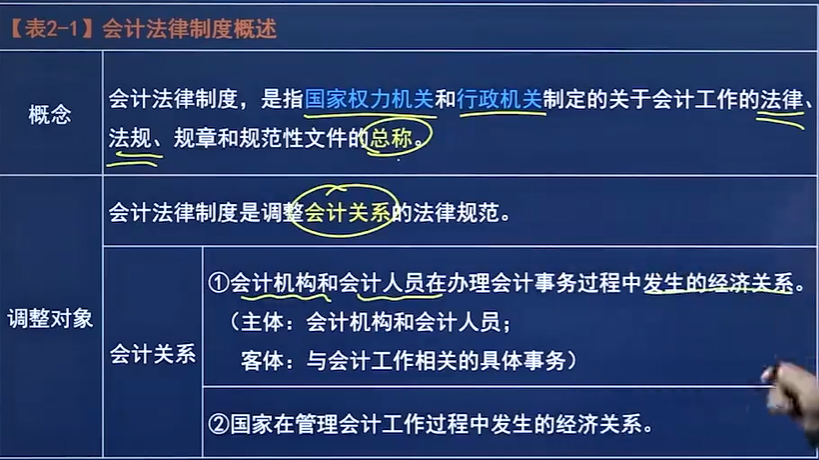 【表2-1】会计法律制度概述
概念
会计法律制度，是指国家权力机关和行政机关制定的关于会计工作的法律、
法规、规章和规范性文件的总称。
调整对象
会计法律制度是调整会计关系的法律规范。
会计关系
①会计机构和会计人员在办理会计事务过程中发生的经济关系。
（主体：会计机构和会计人员；
客体：与会计工作相关的具体事务）
②国家在管理会计工作过程中发生的经济关系。